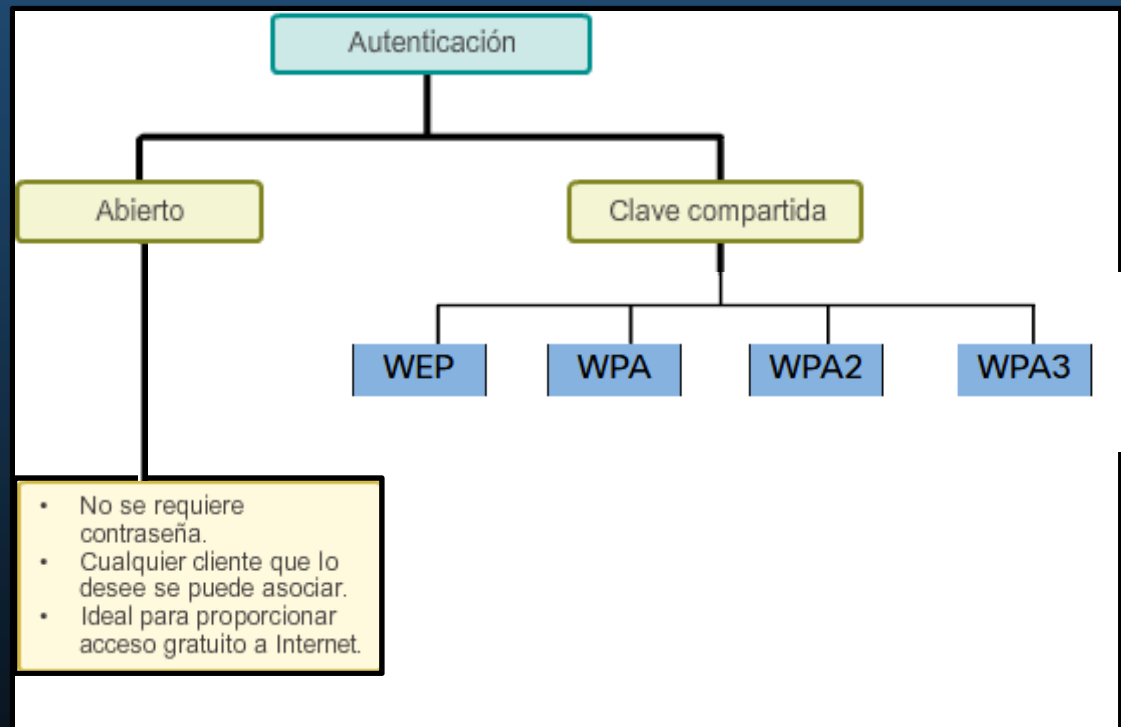 Autenticación
Abierto
Clave compartida
WEP
WPA
WPA2
WPA3
• No se requiere
contraseña.
• Cualquier cliente que lo
desee se puede asociar.
• Ideal para proporcionar
acceso gratuito a Internet.